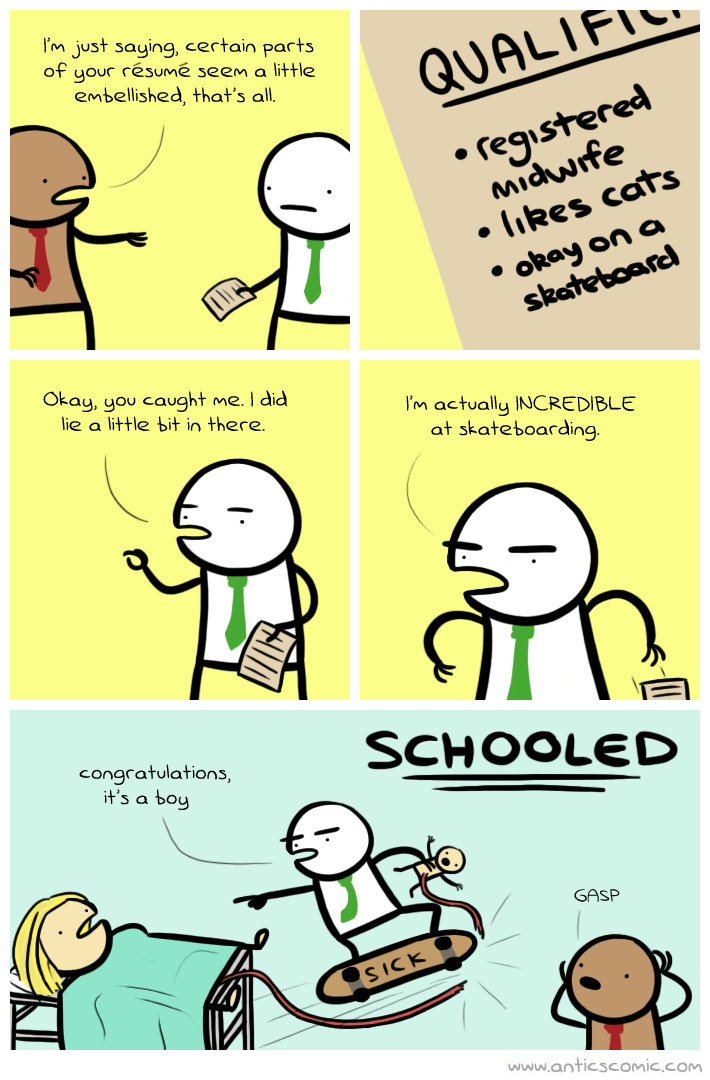 I'm just saying, certain parts
of your résumé seem a little
embellished, that's all.
• registered
midwife
• likes cats
• okay on a
skateboard
Okay, you caught me. I did
lie a little bit in there.
I'm actually INCREDIBLE
at skateboarding.
SCHOOLED
congratulations,
it's a boy
SICK
GASP
www.anticscomic.com